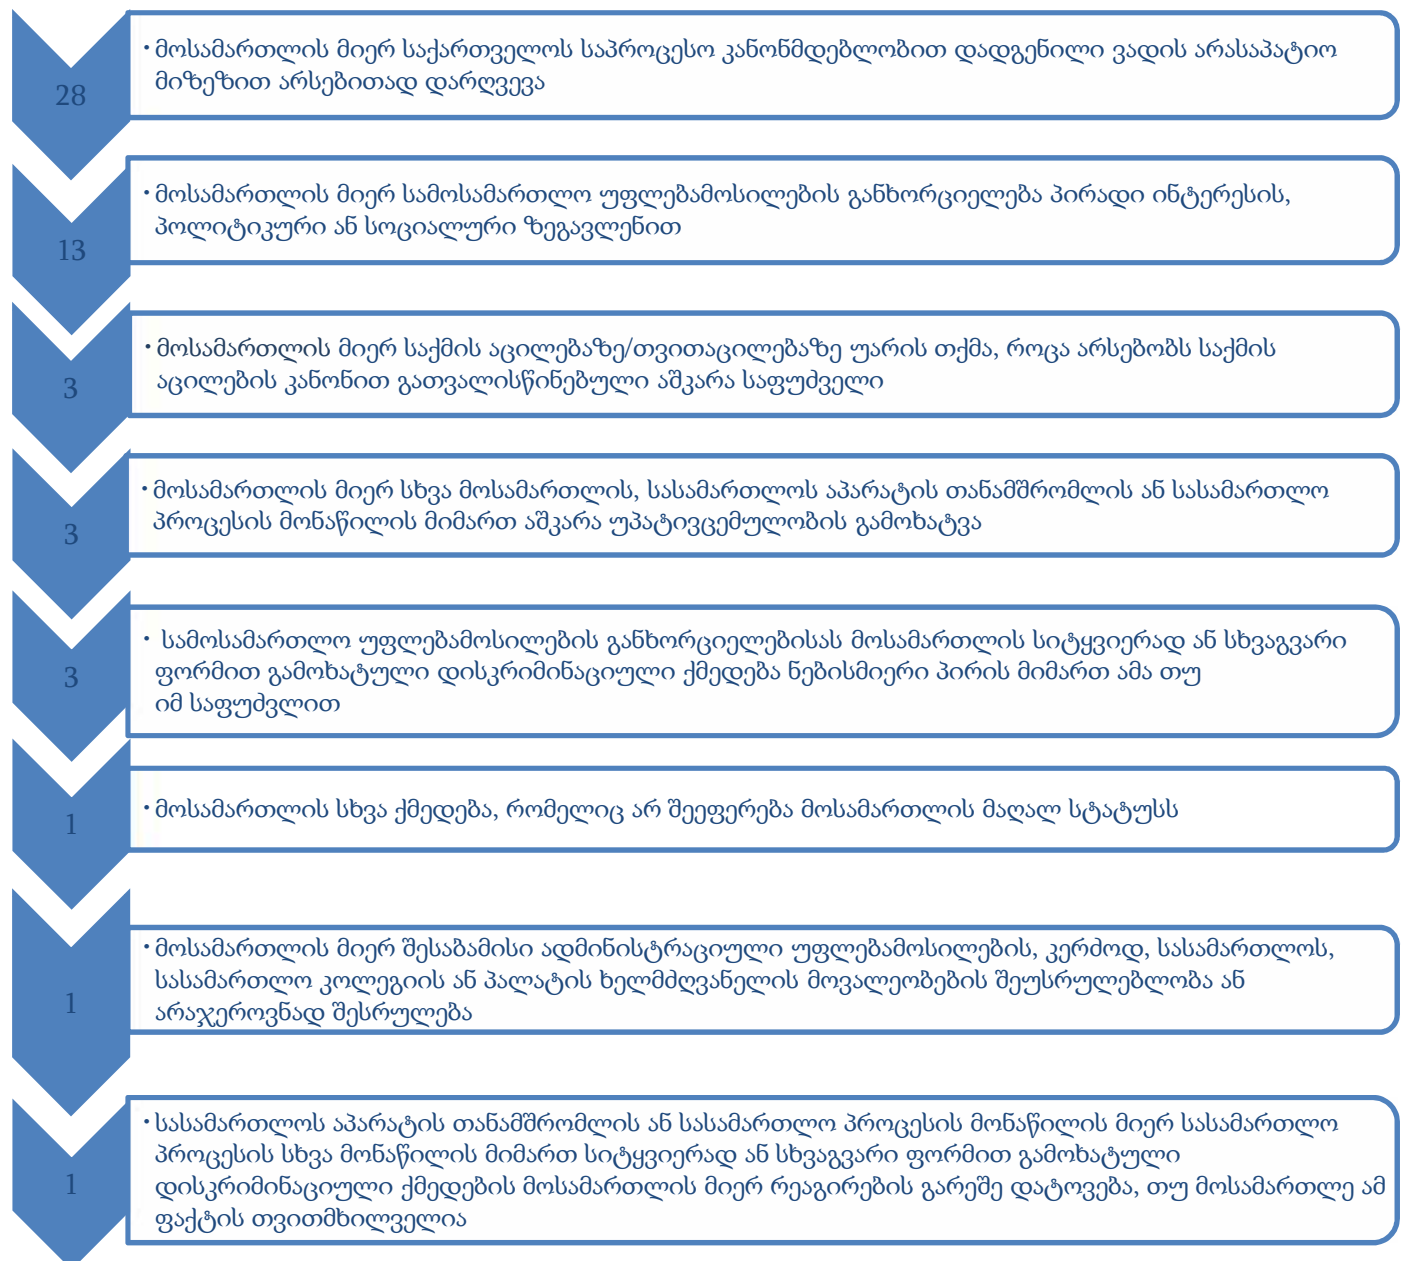 28
· მოსამართლის მიერ საქართველოს საპროცესო კანონმდებლობით დადგენილი ვადის არასაპატიო
მიზეზით არსებითად დარღვევა
13
· მოსამართლის მიერ სამოსამართლო უფლებამოსილების განხორციელება პირადი ინტერესის,
პოლიტიკური ან სოციალური ზეგავლენით
3
· მოსამართლის მიერ საქმის აცილებაზე/თვითაცილებაზე უარის თქმა, როცა არსებობს საქმის
აცილების კანონით გათვალისწინებული აშკარა საფუძველი
3
· მოსამართლის მიერ სხვა მოსამართლის, სასამართლოს აპარატის თანამშრომლის ან სასამართლო
პროცესის მონაწილის მიმართ აშკარა უპატივცემულობის გამოხატვა
3
· სამოსამართლო უფლებამოსილების განხორციელებისას მოსამართლის სიტყვიერად ან სხვაგვარი
ფორმით გამოხატული დისკრიმინაციული ქმედება ნებისმიერი პირის მიმართ ამა თუ
იმ საფუძვლით
1
· მოსამართლის სხვა ქმედება, რომელიც არ შეეფერება მოსამართლის მაღალ სტატუსს
1
· მოსამართლის მიერ შესაბამისი ადმინისტრაციული უფლებამოსილების, კერძოდ, სასამართლოს,
სასამართლო კოლეგიის ან პალატის ხელმძღვანელის მოვალეობების შეუსრულებლობა ან
არაჯეროვნად შესრულება
1
· სასამართლოს აპარატის თანამშრომლის ან სასამართლო პროცესის მონაწილის მიერ სასამართლო
პროცესის სხვა მონაწილის მიმართ სიტყვიერად ან სხვაგვარი ფორმით გამოხატული
დისკრიმინაციული ქმედების მოსამართლის მიერ რეაგირების გარეშე დატოვება, თუ მოსამართლე ამ
ფაქტის თვითმხილველია